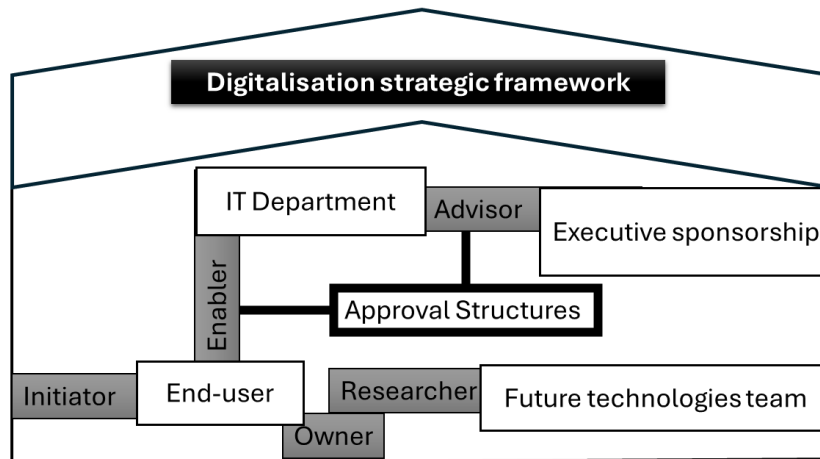 Digitalisation strategic framework
IT Department
Advisor
Executive sponsorship
Enabler
Approval Structures
Initiator
End-user
Researcher
Future technologies team
Owner